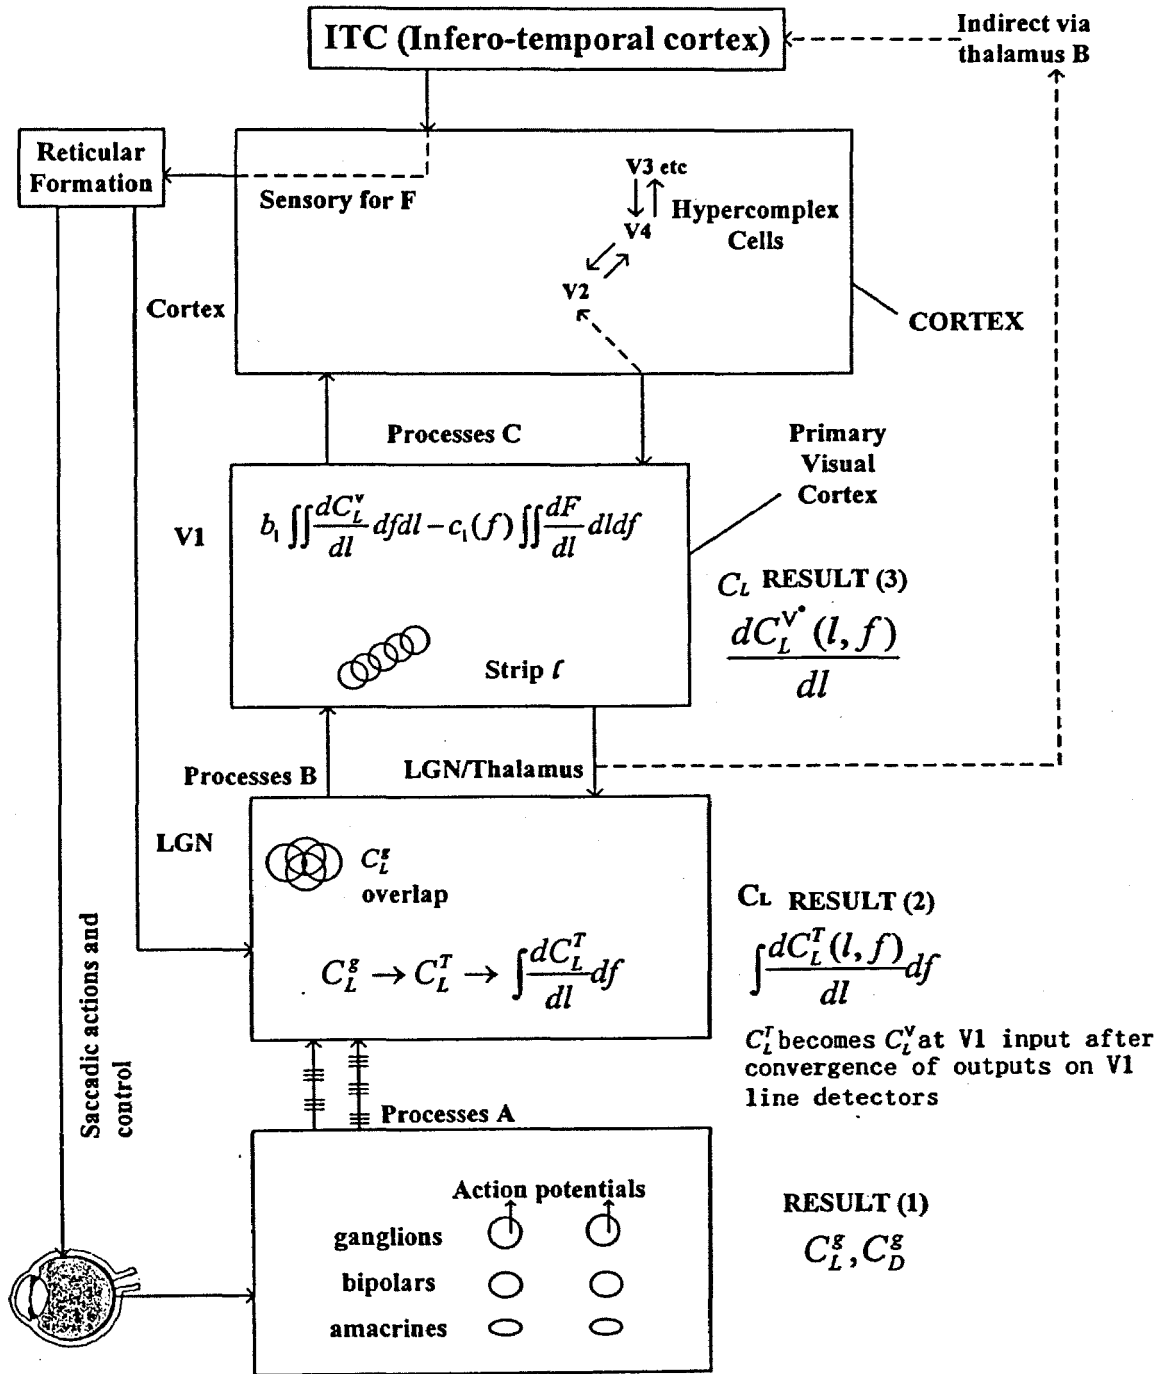 ITC (Infero-temporal cortex)
Indirect via
thalamus B
Reticular
Formation
Sensory for F
V3 etc
Hypercomplex
Cells
V4
V2
Cortex
CORTEX
Processes C
Primary
Visual
Cortex
V1
b₁ ∬ dC_L^v/dl dfdl − c₁(f) ∬ dF/dl dldf
C_L RESULT (3)
dC_L^{V*}(l, f)/dl
Strip ℓ
Processes B
LGN/Thalamus
LGN
C_L^g
overlap
C_L RESULT (2)
C_L^g → C_L^T → ∫ dC_L^T/dl df
∫ dC_L^T(l, f)/dl df
C_L^T becomes C_L^V at V1 input after
convergence of outputs on V1
line detectors
Saccadic actions and
control
Processes A
Action potentials
ganglions
bipolars
amacrines
RESULT (1)
C_L^g, C_D^g